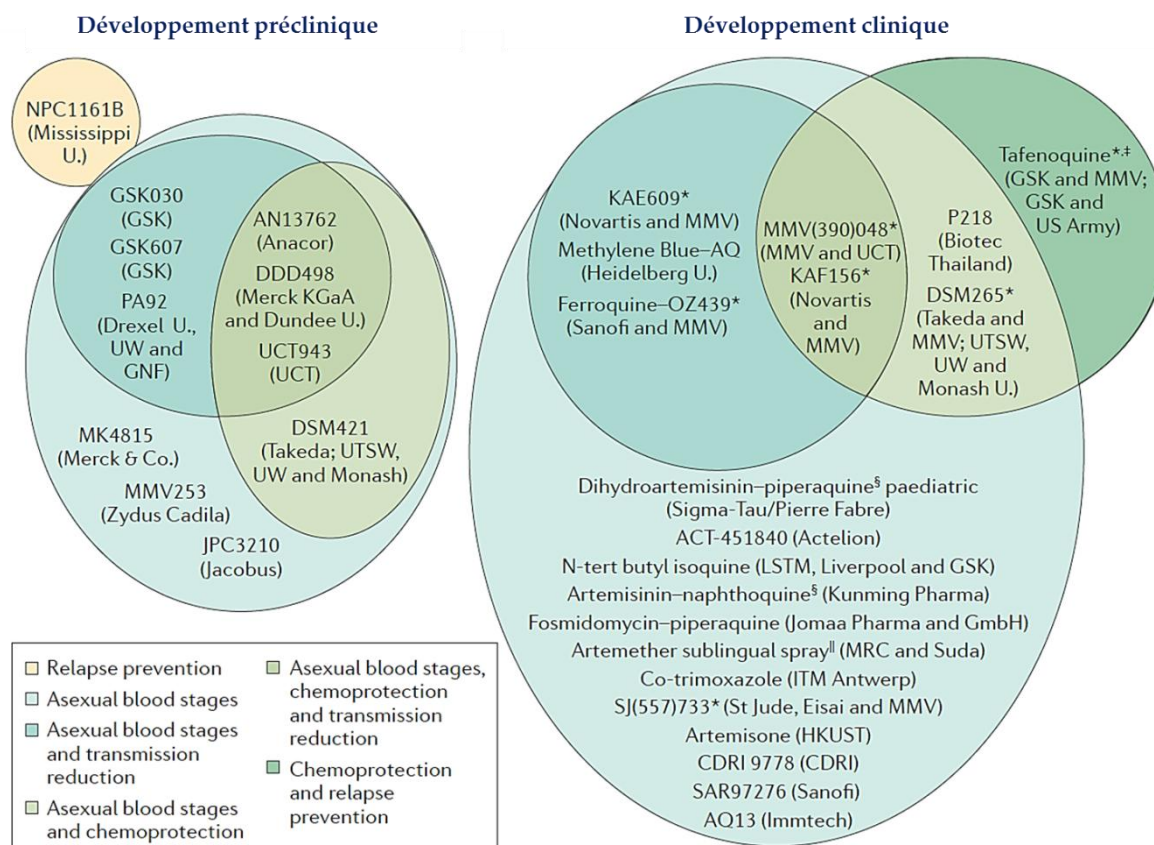 Développement préclinique
NPC1161B
(Mississippi
U.)
GSK030
(GSK)
GSK607
(GSK)
PA92
(Drexel U.,
UW and
GNF)
AN13762
(Anacor)
DDD498
(Merck KGaA
and Dundee U.)
UCT943
(UCT)
DSM421
(Takeda; UTSW,
UW and Monash)
MK4815
(Merck & Co.)
MMV253
(Zydus Cadila)
JPC3210
(Jacobus)
Développement clinique
KAE609*
(Novartis and MMV)
Methylene Blue–AQ
(Heidelberg U.)
Ferroquine–OZ439*
(Sanofi and MMV)
MMV(390)048*
(MMV and UCT)
KAF156*
(Novartis
and
MMV)
P218
(Biotec
Thailand)
DSM265*
(Takeda and
MMV; UTSW,
UW and
Monash U.)
Tafenoquine*,‡
(GSK and MMV;
GSK and
US Army)
Dihydroartemisinin–piperaquine§ paediatric
(Sigma-Tau/Pierre Fabre)
ACT-451840 (Actelion)
N-tert butyl isoquine (LSTM, Liverpool and GSK)
Artemisinin–naphthoquine§ (Kunming Pharma)
Fosmidomycin–piperaquine (Jomaa Pharma and GmbH)
Artemether sublingual spray|| (MRC and Suda)
Co-trimoxazole (ITM Antwerp)
SJ(557)733* (St Jude, Eisai and MMV)
Artemisone (HKUST)
CDRI 9778 (CDRI)
SAR97276 (Sanofi)
AQ13 (Immtech)
Relapse prevention
Asexual blood stages
Asexual blood stages
and transmission
reduction
Asexual blood stages
and chemoprotection
Asexual blood stages,
chemoprotection
and transmission
reduction
Chemoprotection
and relapse
prevention